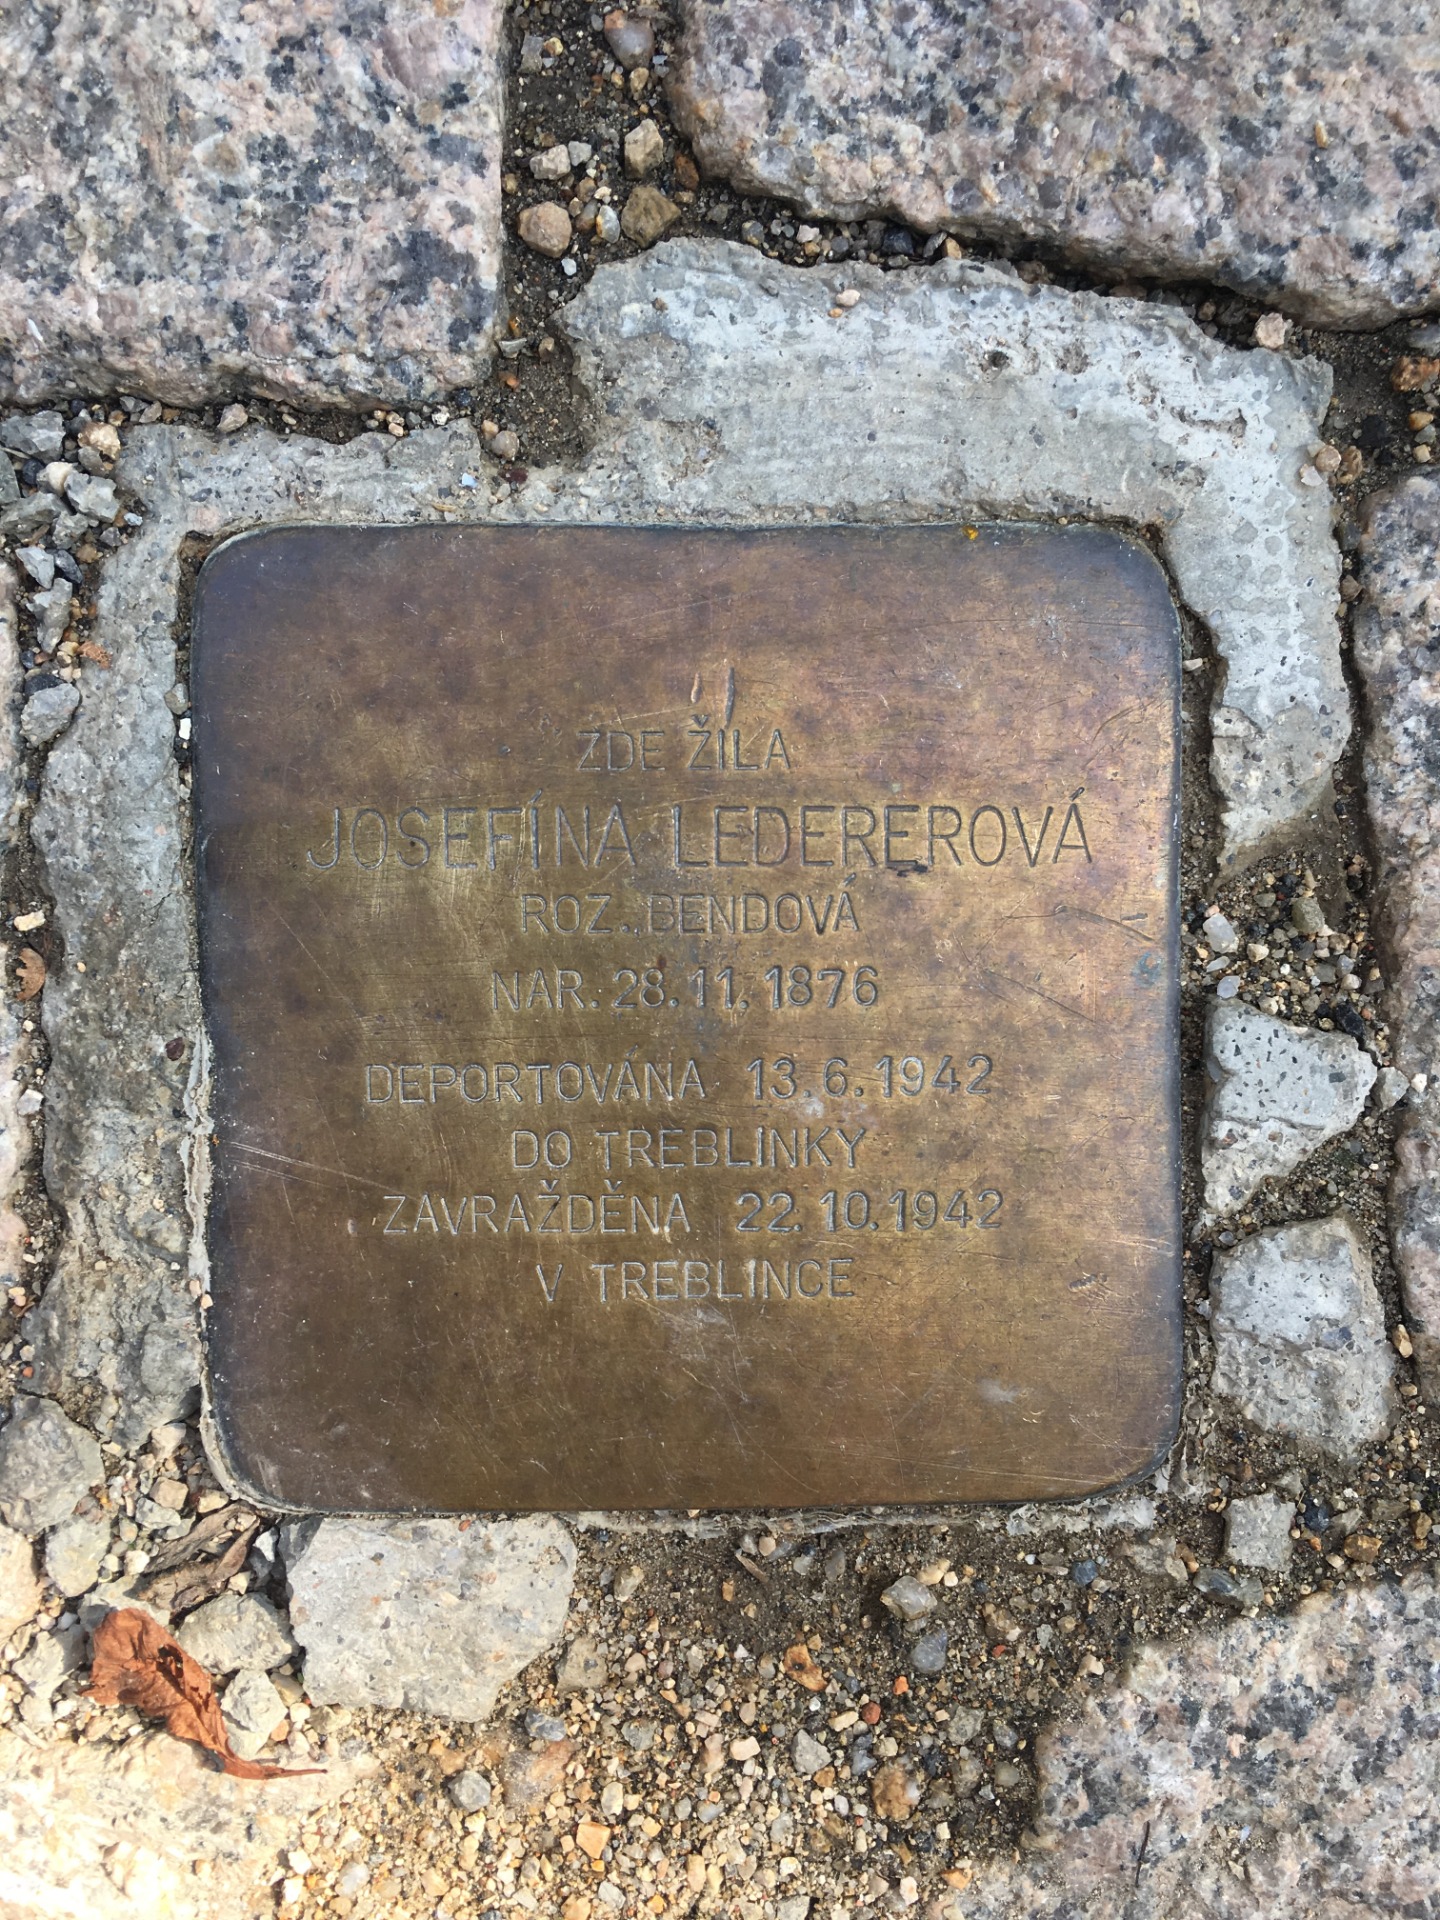 ZDE ŽILA
JOSEFÍNA LEDEREROVÁ
ROZ. BENDOVÁ
NAR. 28.11.1876
DEPORTOVÁNA 13.6.1942
DO TREBLINKY
ZAVRAŽDĚNA 22.10.1942
V TREBLINCE